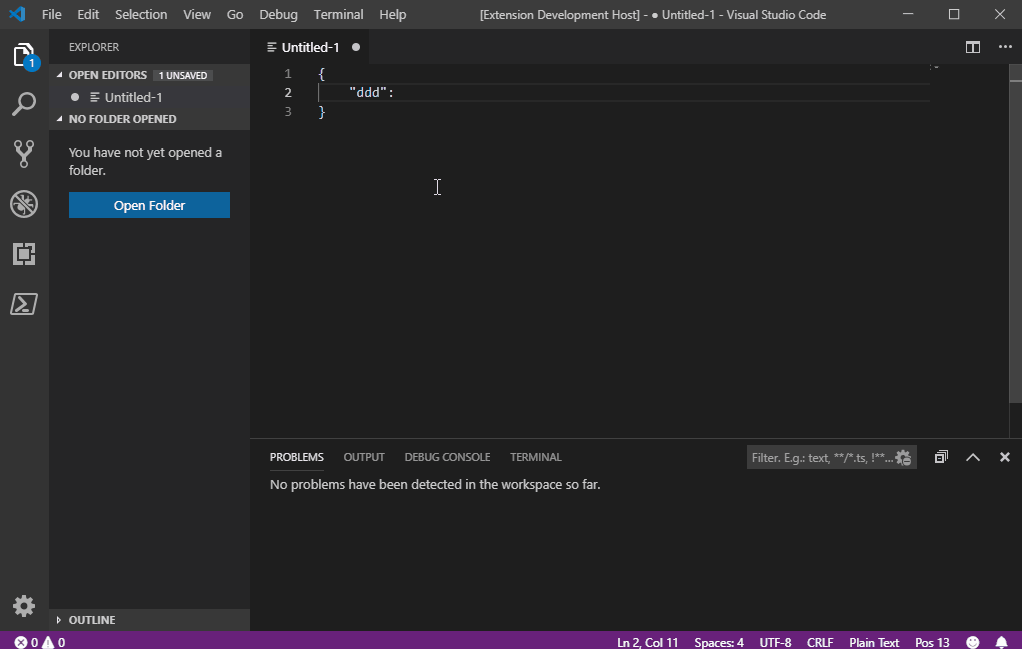 File Edit Selection View Go Debug Terminal Help [Extension Development Host] - ● Untitled-1 - Visual Studio Code
1
EXPLORER
OPEN EDITORS 1 UNSAVED
Untitled-1
NO FOLDER OPENED
You have not yet opened a
folder.
Open Folder
OUTLINE
Untitled-1
1 {
2 "ddd":
3 }
PROBLEMS OUTPUT DEBUG CONSOLE TERMINAL Filter. E.g.: text, **/*.ts, !**...
No problems have been detected in the workspace so far.
0 0 Ln 2, Col 11 Spaces: 4 UTF-8 CRLF Plain Text Pos 13